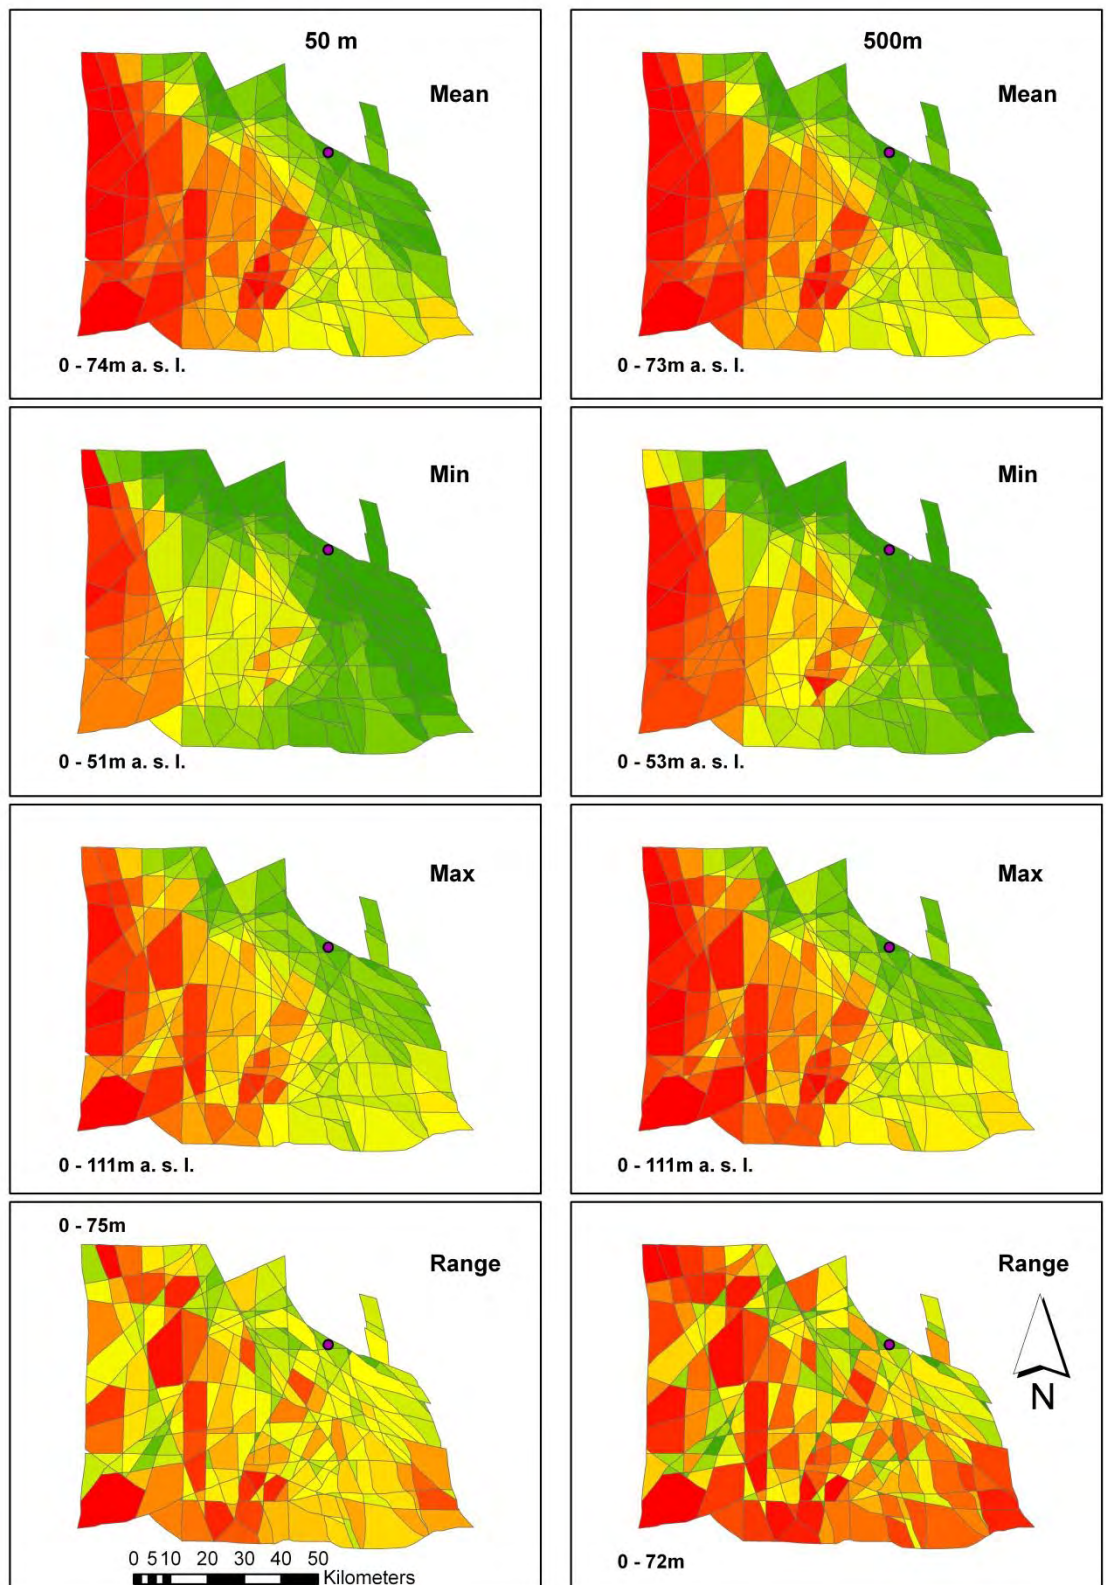 50 m
500m
Mean
Mean
0 - 74m a. s. l.
0 - 73m a. s. l.
Min
Min
0 - 51m a. s. l.
0 - 53m a. s. l.
Max
Max
0 - 111m a. s. l.
0 - 111m a. s. l.
0 - 75m
Range
Range
N
0 5 10 20 30 40 50
Kilometers
0 - 72m